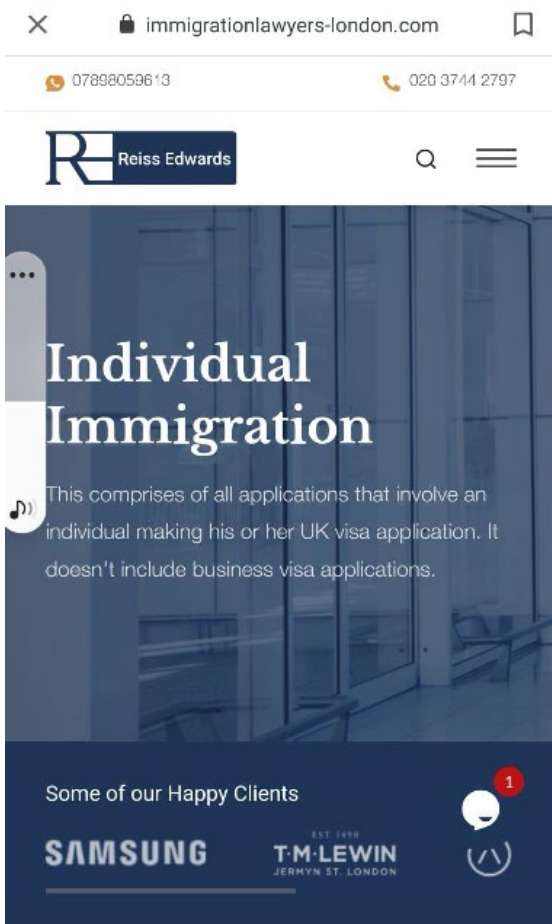 immigrationlawyers-london.com
07898059613
020 3744 2797
RE Reiss Edwards
Individual
Immigration
This comprises of all applications that involve an
individual making his or her UK visa application. It
doesn't include business visa applications.
Some of our Happy Clients
1
SAMSUNG
EST 1898
T·M·LEWIN
JERMYN ST. LONDON